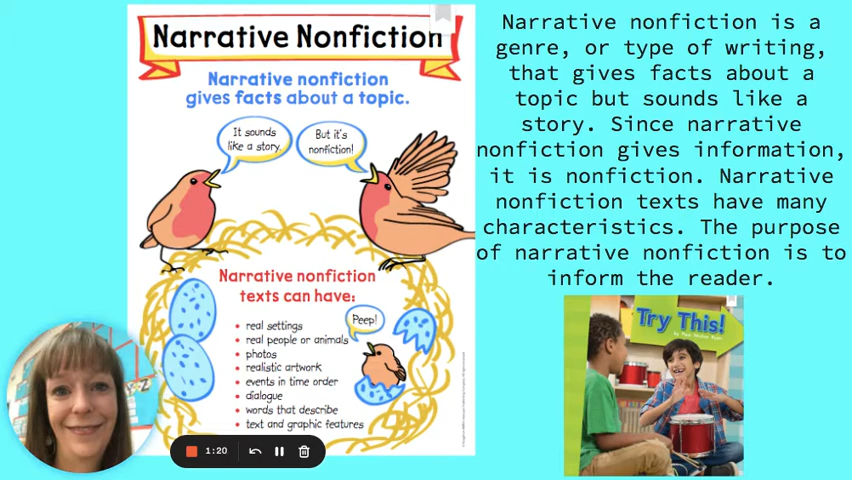 Narrative Nonfiction
Narrative nonfiction
gives facts about a topic.
It sounds
like a story.
But it's
nonfiction!
Narrative nonfiction
texts can have:
• real settings
• real people or animals
• photos
• realistic artwork
• events in time order
• dialogue
• words that describe
• text and graphic features
Peep!
1:20
Narrative nonfiction is a
genre, or type of writing,
that gives facts about a
topic but sounds like a
story. Since narrative
nonfiction gives information,
it is nonfiction. Narrative
nonfiction texts have many
characteristics. The purpose
of narrative nonfiction is to
inform the reader.
Try This!